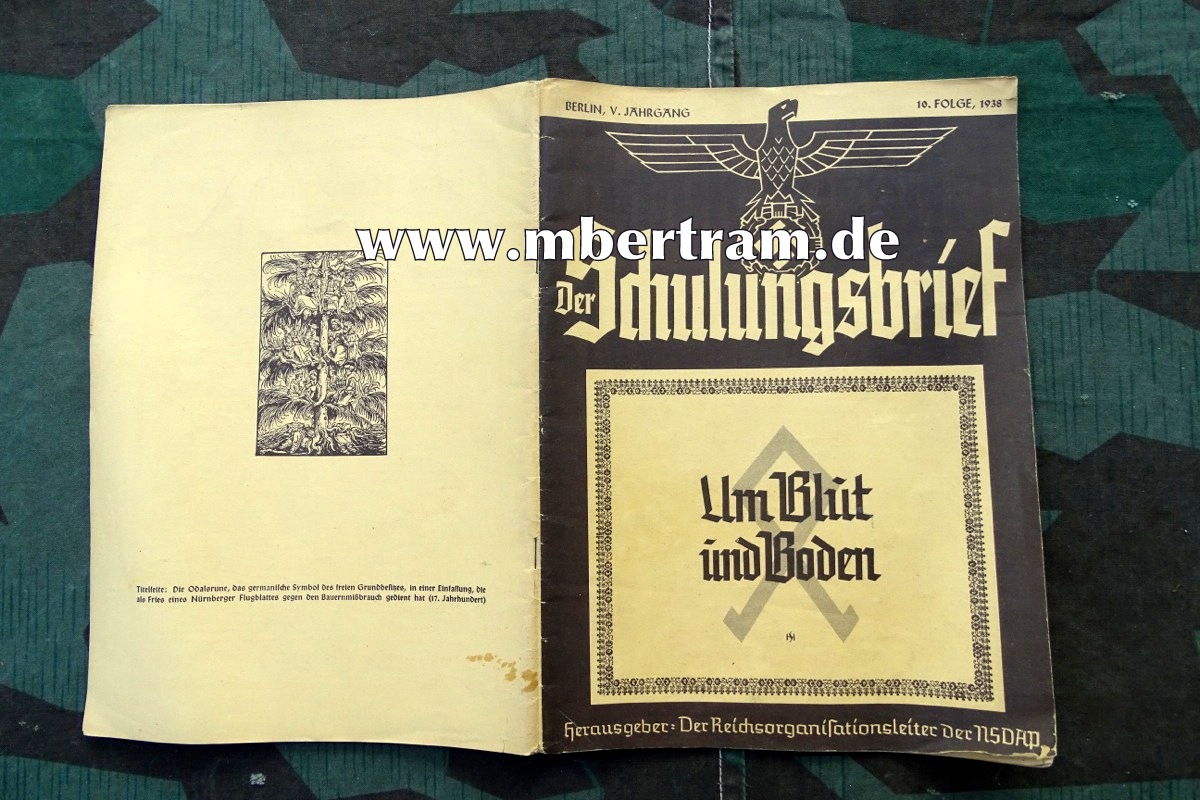 Titelseite: Die Odalsrune, das germanische Symbol des freien Grundbesitzes, in einer Einfassung, die
als Fries eines Nürnberger Flugblattes gegen den Bauernmißbrauch gedient hat (17. Jahrhundert)
BERLIN, V. JAHRGANG
10. FOLGE, 1938
www.mbertram.de
Der Schulungsbrief
Um Blut
und Boden
Herausgeber: Der Reichsorganisationsleiter der NSDAP.